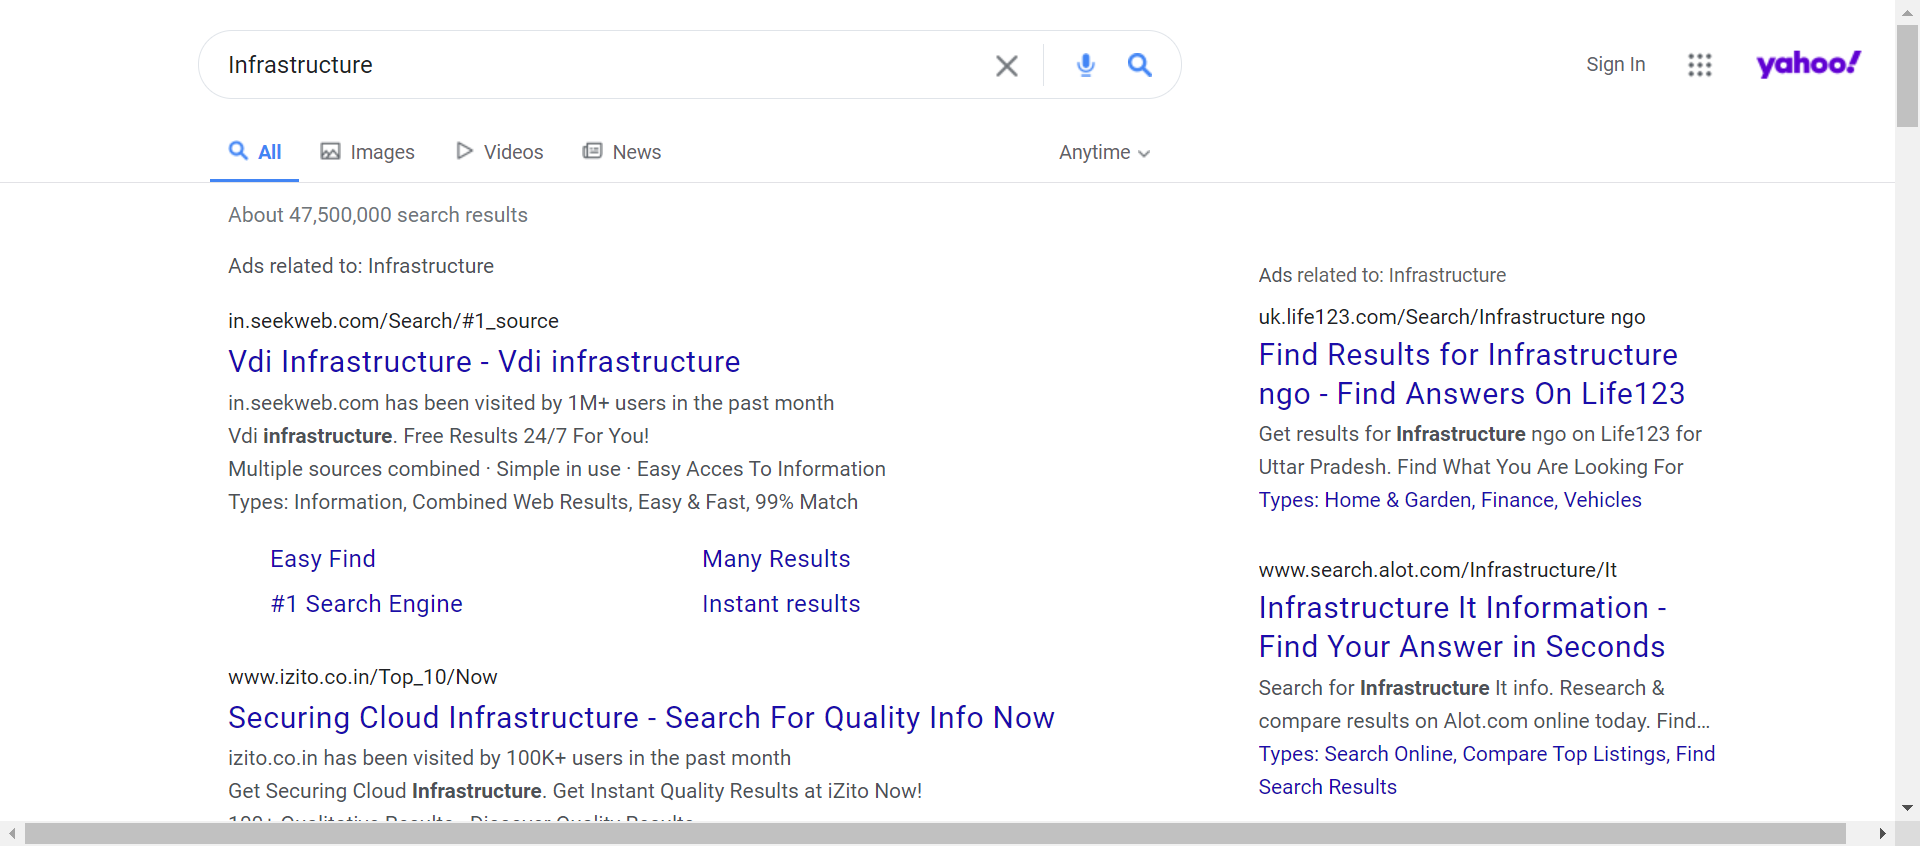 Infrastructure
Sign In
yahoo!
All
Images
Videos
News
Anytime
About 47,500,000 search results
Ads related to: Infrastructure
in.seekweb.com/Search/#1_source
Vdi Infrastructure - Vdi infrastructure
in.seekweb.com has been visited by 1M+ users in the past month
Vdi infrastructure. Free Results 24/7 For You!
Multiple sources combined · Simple in use · Easy Acces To Information
Types: Information, Combined Web Results, Easy & Fast, 99% Match
Easy Find
Many Results
#1 Search Engine
Instant results
www.izito.co.in/Top_10/Now
Securing Cloud Infrastructure - Search For Quality Info Now
izito.co.in has been visited by 100K+ users in the past month
Get Securing Cloud Infrastructure. Get Instant Quality Results at iZito Now!
100+ Qualitative Results · Discover Quality Results
Ads related to: Infrastructure
uk.life123.com/Search/Infrastructure ngo
Find Results for Infrastructure
ngo - Find Answers On Life123
Get results for Infrastructure ngo on Life123 for
Uttar Pradesh. Find What You Are Looking For
Types: Home & Garden, Finance, Vehicles
www.search.alot.com/Infrastructure/It
Infrastructure It Information -
Find Your Answer in Seconds
Search for Infrastructure It info. Research &
compare results on Alot.com online today. Find...
Types: Search Online, Compare Top Listings, Find
Search Results